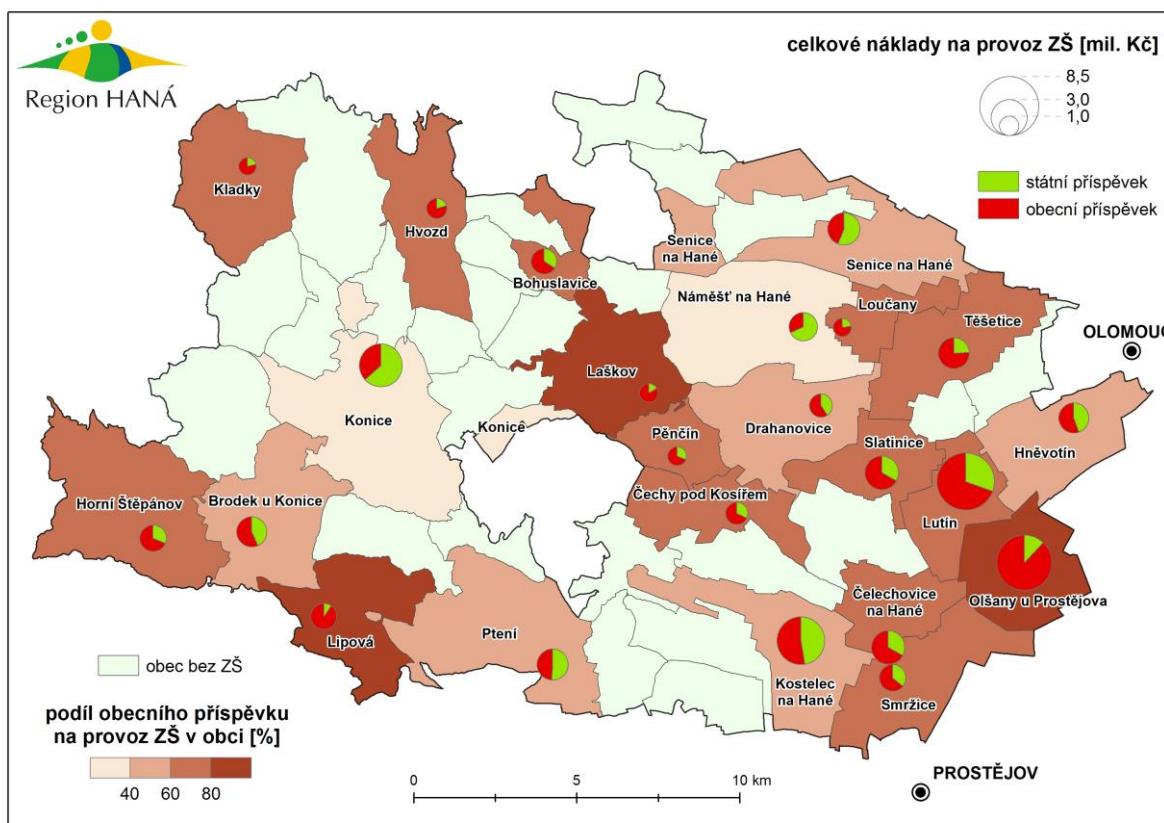 Region HANÁ
celkové náklady na provoz ZŠ [mil. Kč]
8,5
3,0
1,0
státní příspěvek
obecní příspěvek
Kladky
Hvozd
Bohuslavice
Senice
na Hané
Senice na Hané
Náměšť na Hané
Loučany
Těšetice
OLOMOUC
Laškov
Konice
Konice
Pěnčín
Drahanovice
Slatinice
Hněvotín
Horní Štěpánov
Brodek u Konice
Čechy pod Kosířem
Lutín
Olšany u Prostějova
Čelechovice
na Hané
Lipová
Ptení
Kostelec
na Hané
Smržice
obec bez ZŠ
podíl obecního příspěvku
na provoz ZŠ v obci [%]
40 60 80
0 5 10 km
PROSTĚJOV